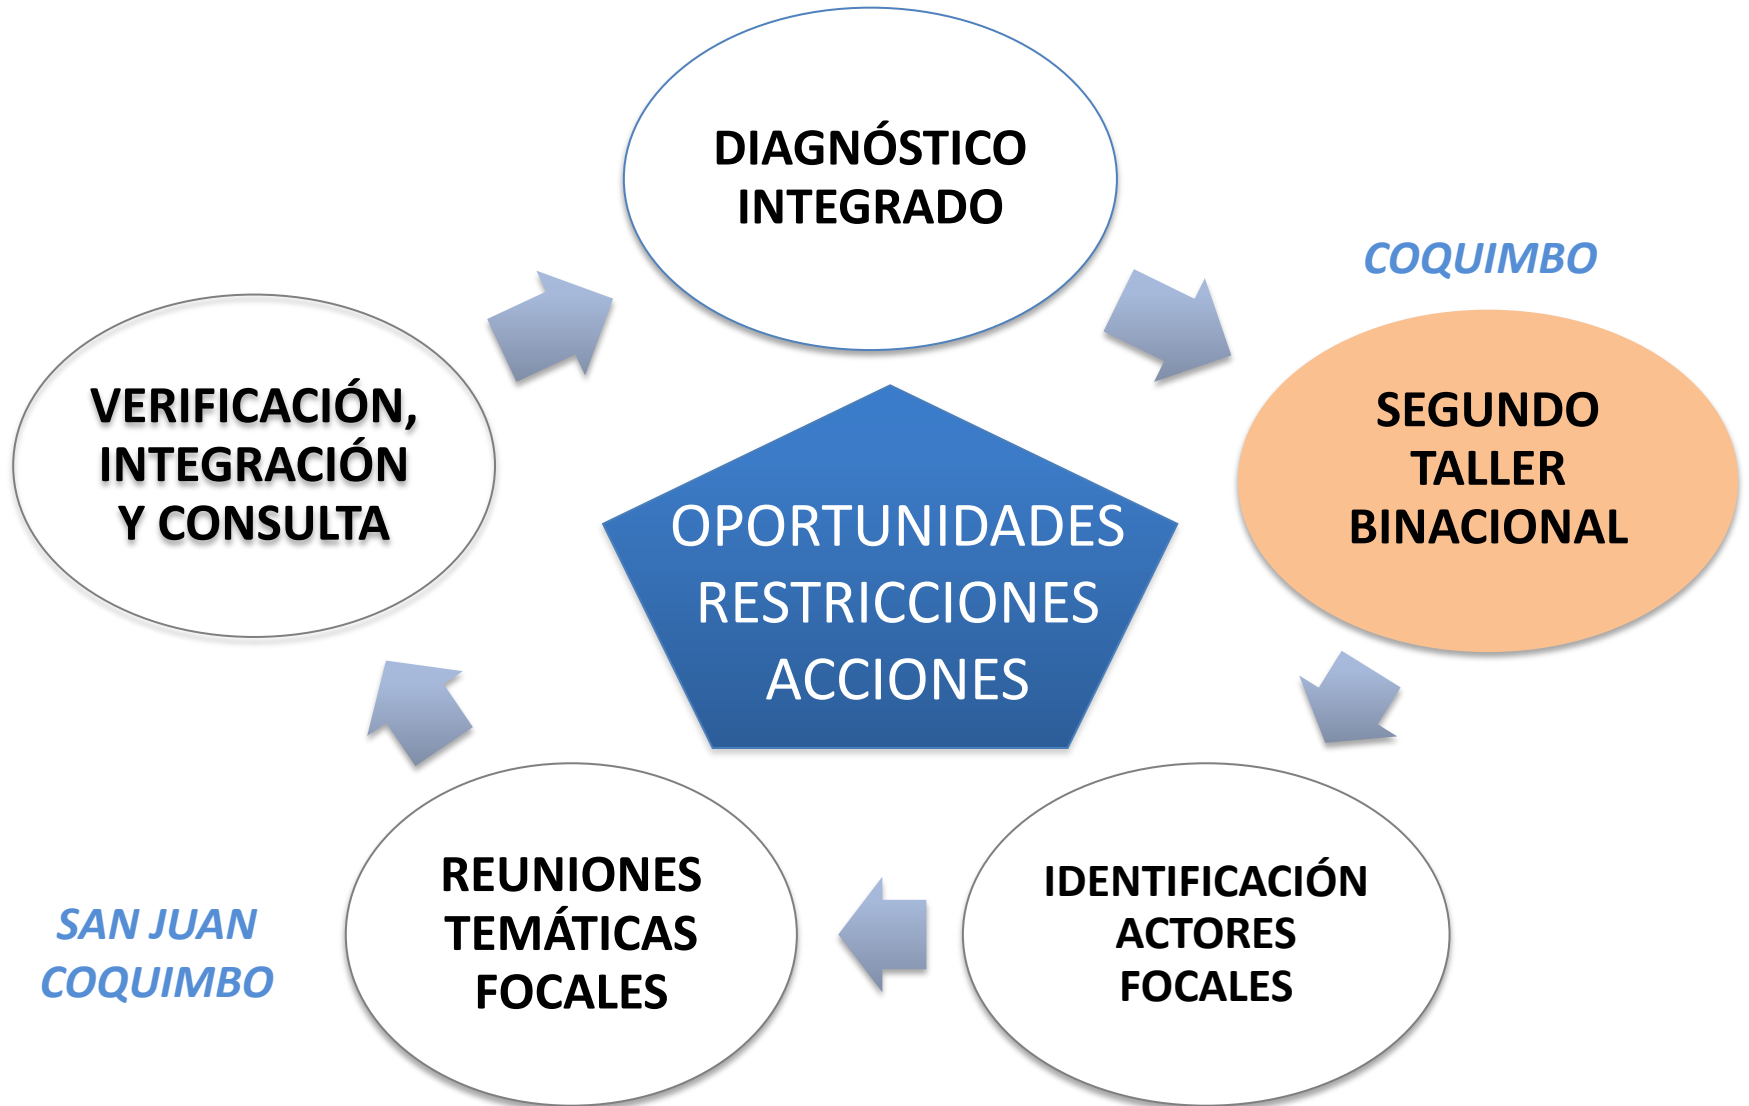 DIAGNÓSTICO
INTEGRADO
COQUIMBO
SEGUNDO
TALLER
BINACIONAL
VERIFICACIÓN,
INTEGRACIÓN
Y CONSULTA
OPORTUNIDADES
RESTRICCIONES
ACCIONES
IDENTIFICACIÓN
ACTORES
FOCALES
REUNIONES
TEMÁTICAS
FOCALES
SAN JUAN
COQUIMBO